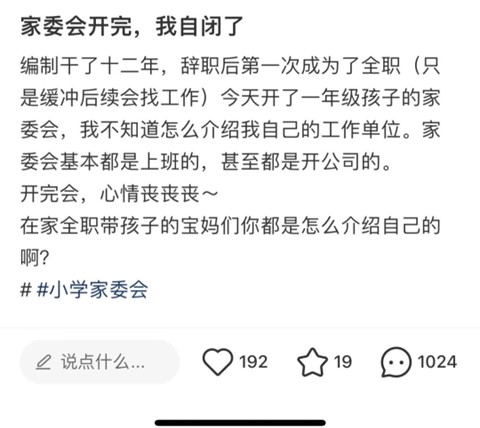 家委会开完，我自闭了
编制干了十二年，辞职后第一次成为了全职（只
是缓冲后续会找工作）今天开了一年级孩子的家
委会，我不知道怎么介绍我自己的工作单位。家
委会基本都是上班的，甚至都是开公司的。
开完会，心情丧丧丧～
在家全职带孩子的宝妈们你都是怎么介绍自己的
啊？
# #小学家委会
说点什么... 192 19 1024